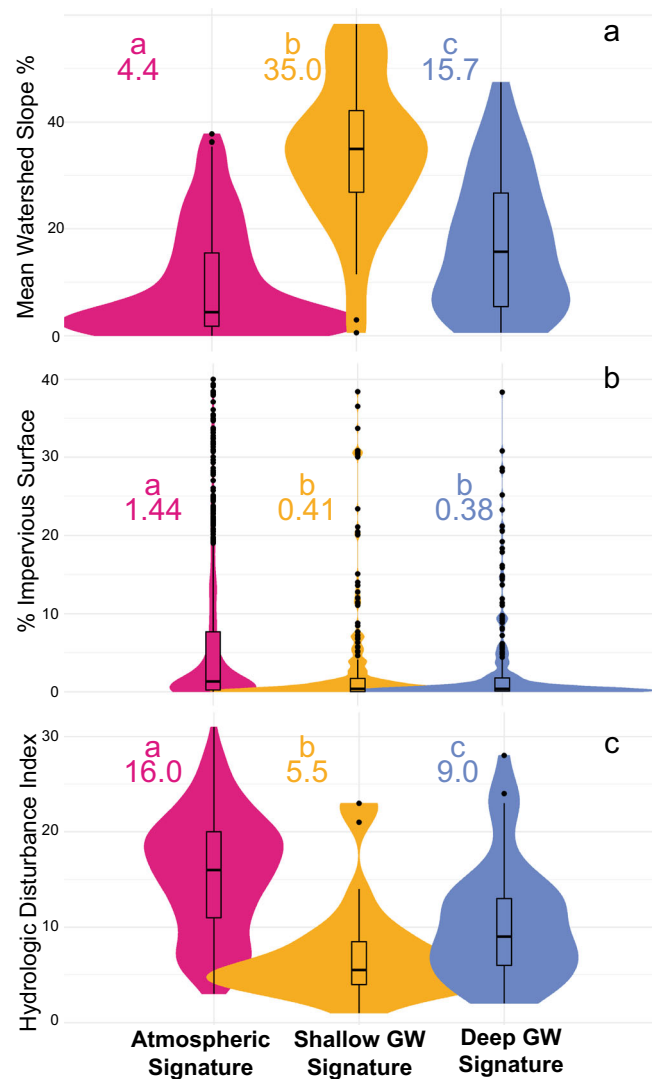 a
a
4.4
b
35.0
c
15.7
Mean Watershed Slope %
40
20
0
b
a
1.44
b
0.41
b
0.38
% Impervious Surface
40
30
20
10
0
c
a
16.0
b
5.5
c
9.0
Hydrologic Disturbance Index
30
20
10
0
Atmospheric
Signature
Shallow GW
Signature
Deep GW
Signature